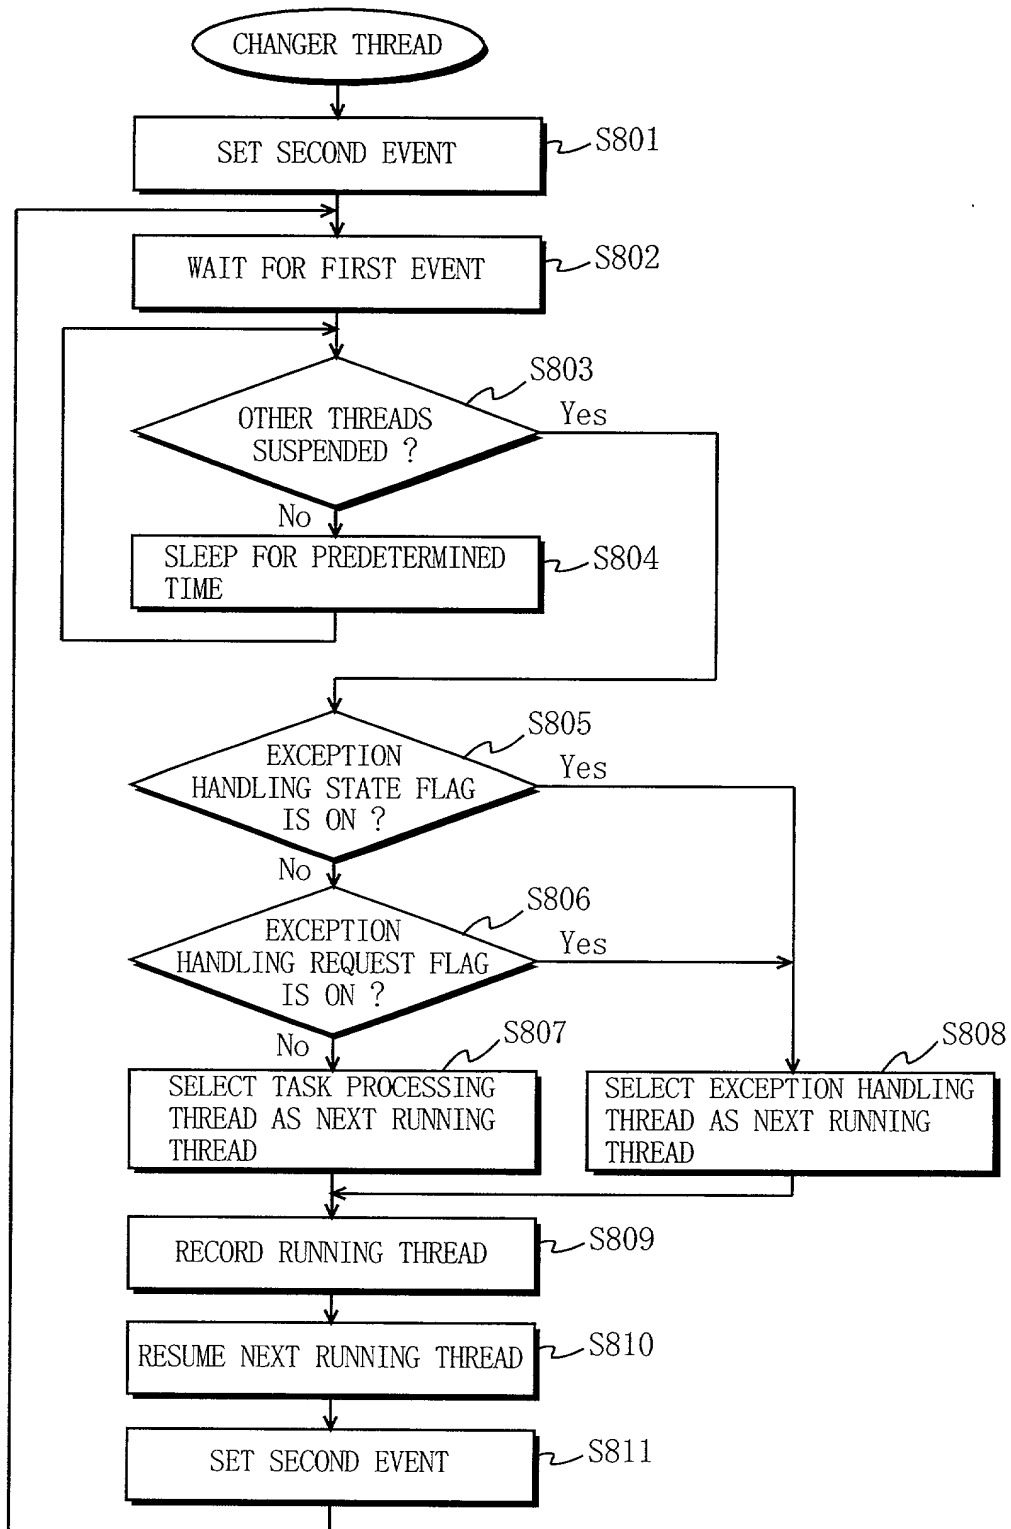 CHANGER THREAD
SET SECOND EVENT
S801
WAIT FOR FIRST EVENT
S802
S803
OTHER THREADS
SUSPENDED ?
Yes
No
SLEEP FOR PREDETERMINED
TIME
S804
S805
EXCEPTION
HANDLING STATE FLAG
IS ON ?
Yes
No
S806
EXCEPTION
HANDLING REQUEST FLAG
IS ON ?
Yes
No
S807
SELECT TASK PROCESSING
THREAD AS NEXT RUNNING
THREAD
S808
SELECT EXCEPTION HANDLING
THREAD AS NEXT RUNNING
THREAD
RECORD RUNNING THREAD
S809
RESUME NEXT RUNNING THREAD
S810
SET SECOND EVENT
S811